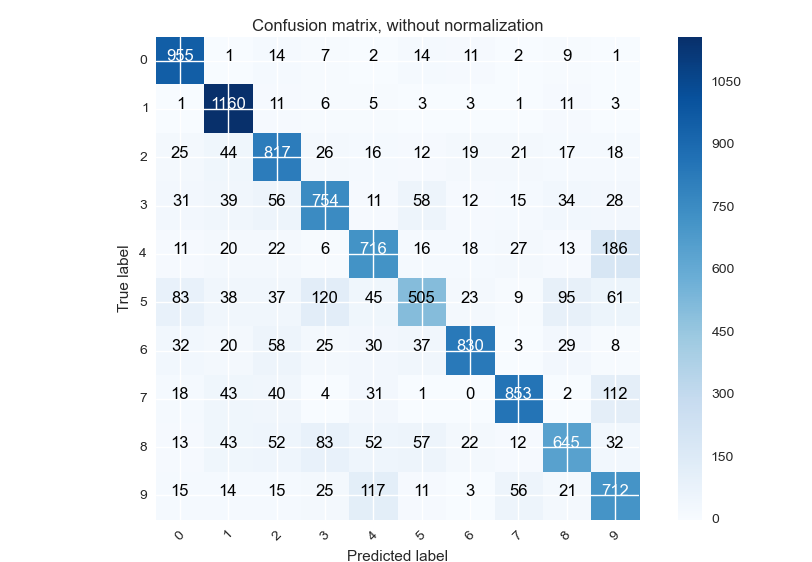 Confusion matrix, without normalization
0 955 1 14 7 2 14 11 2 9 1
1 1 1160 11 6 5 3 3 1 11 3
2 25 44 817 26 16 12 19 21 17 18
3 31 39 56 754 11 58 12 15 34 28
4 11 20 22 6 716 16 18 27 13 186
5 83 38 37 120 45 505 23 9 95 61
6 32 20 58 25 30 37 830 3 29 8
7 18 43 40 4 31 1 0 853 2 112
8 13 43 52 83 52 57 22 12 645 32
9 15 14 15 25 117 11 3 56 21 712
0 1 2 3 4 5 6 7 8 9
True label
Predicted label
1050
900
750
600
450
300
150
0